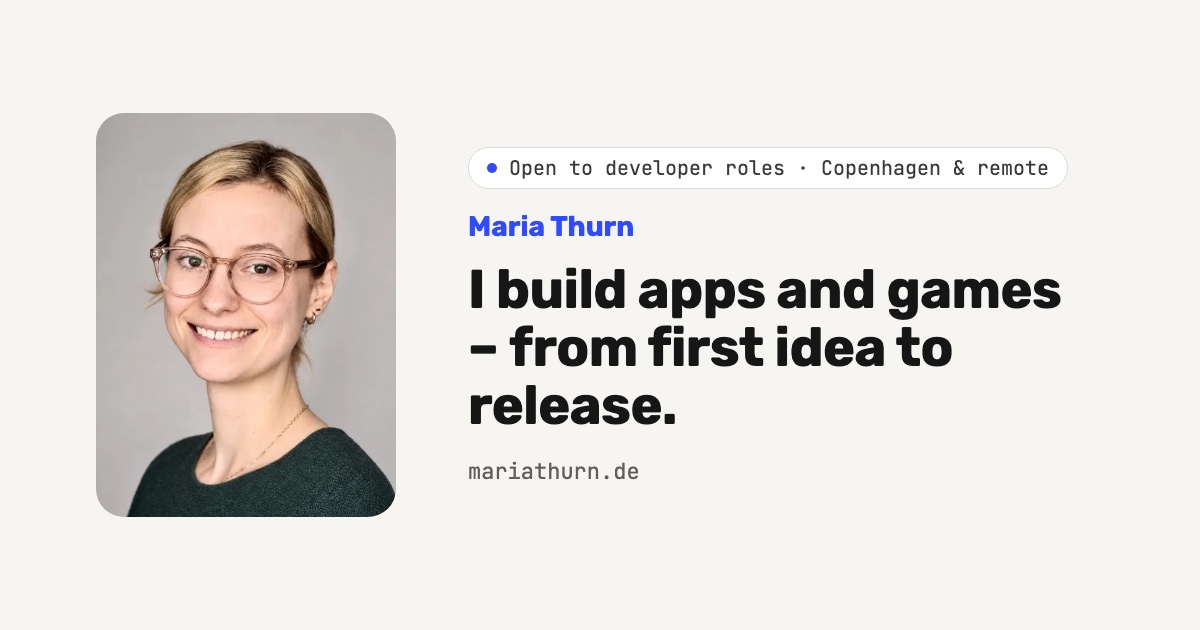 Open to developer roles · Copenhagen & remote
Maria Thurn
I build apps and games
– from first idea to
release.
mariathurn.de